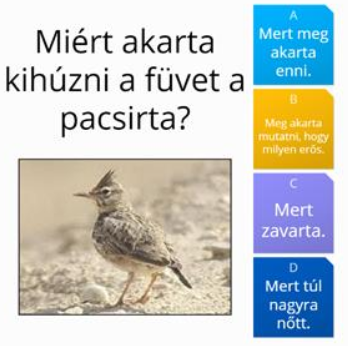 Miért akarta
kihúzni a füvet a
pacsirta?
A
Mert meg
akarta
enni.
B
Meg akarta
mutatni, hogy
milyen erős.
C
Mert
zavarta.
D
Mert túl
nagyra
nőtt.